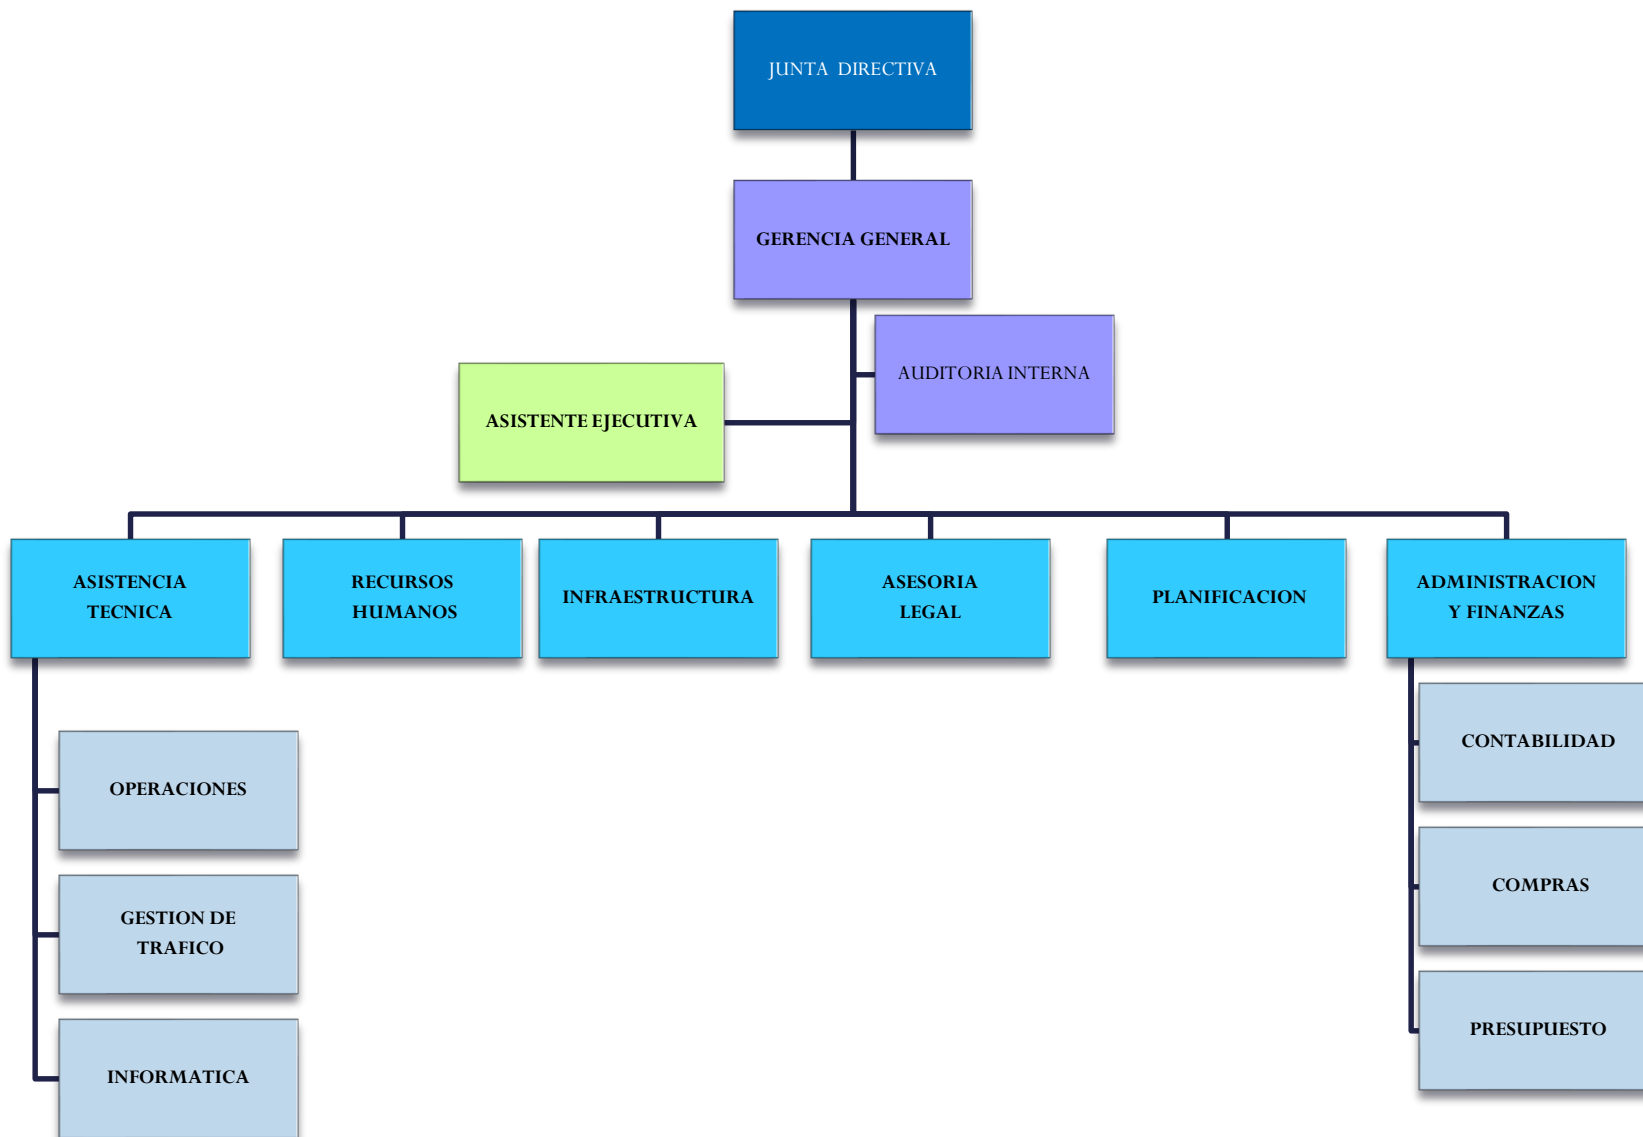 JUNTA DIRECTIVA
GERENCIA GENERAL
AUDITORIA INTERNA
ASISTENTE EJECUTIVA
ASISTENCIA
TECNICA
RECURSOS
HUMANOS
INFRAESTRUCTURA
ASESORIA
LEGAL
PLANIFICACION
ADMINISTRACION
Y FINANZAS
OPERACIONES
GESTION DE
TRAFICO
INFORMATICA
CONTABILIDAD
COMPRAS
PRESUPUESTO